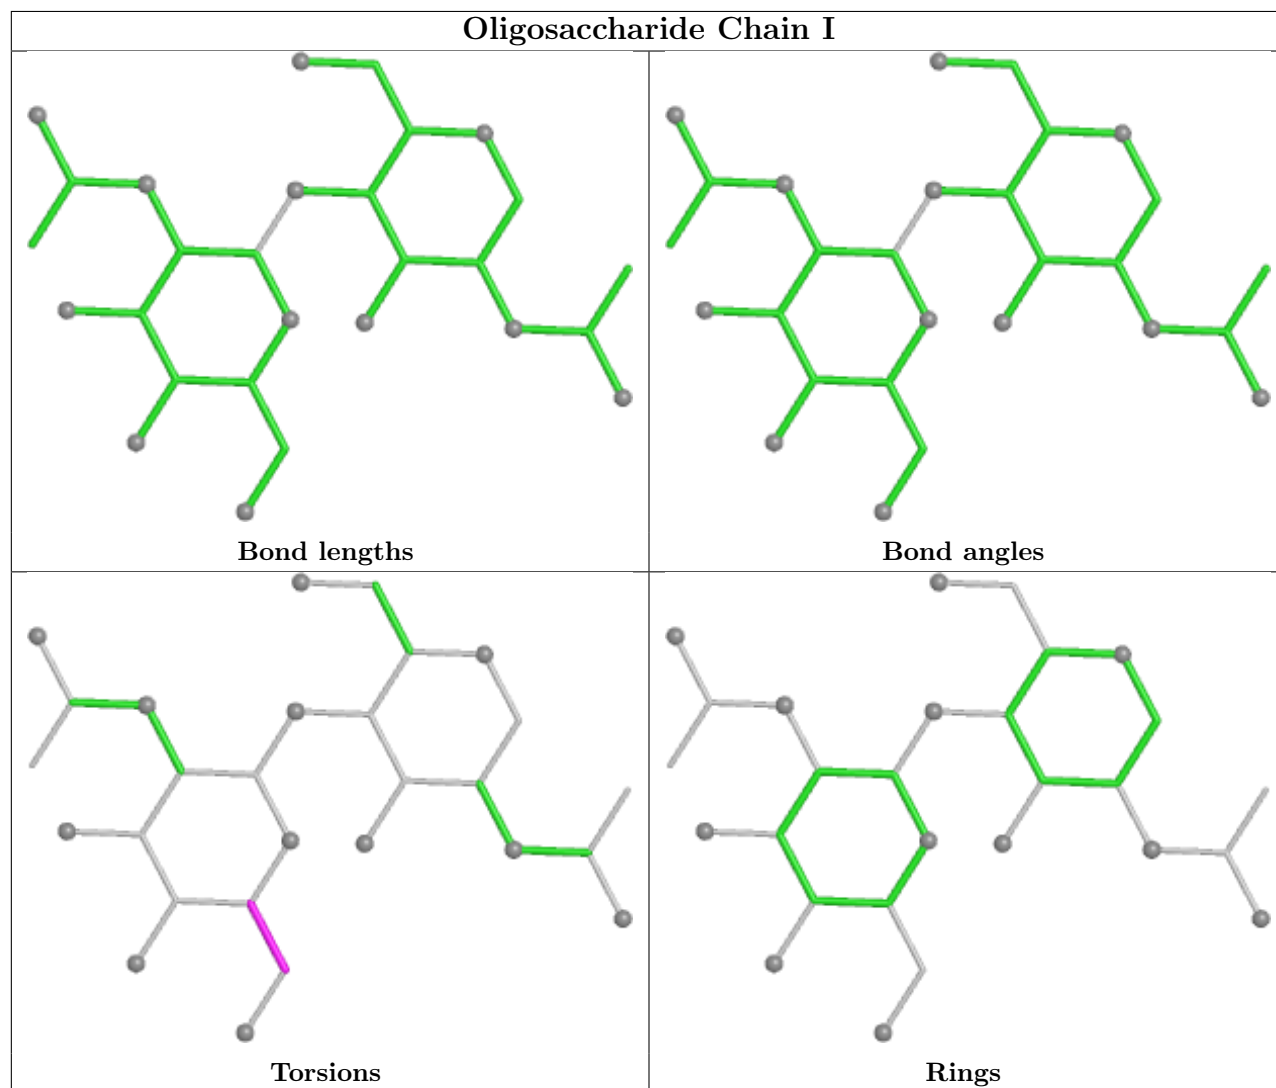 Oligosaccharide Chain I
Bond lengths
Bond angles
Torsions
Rings